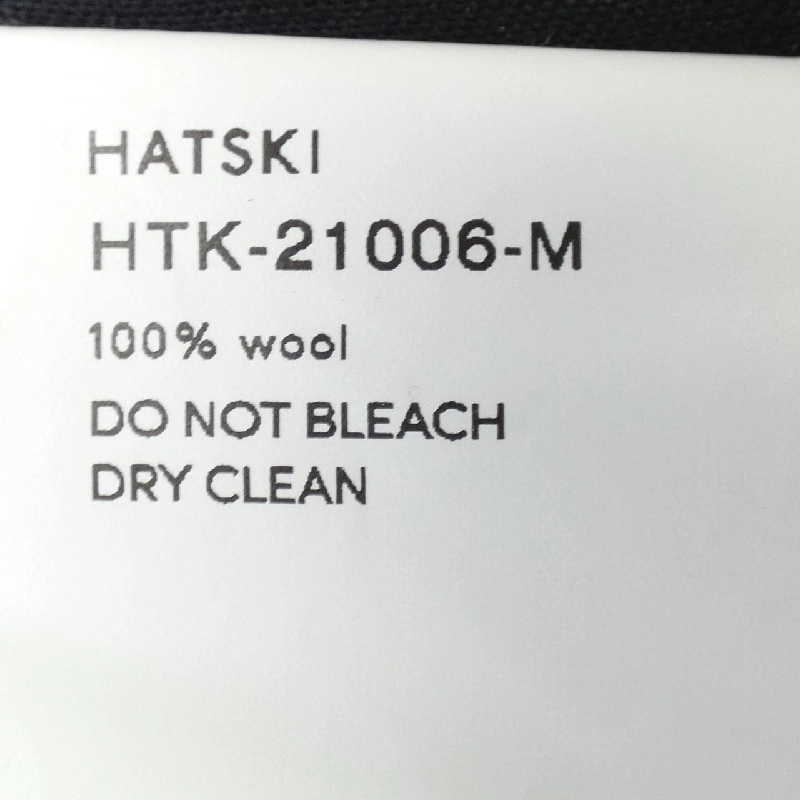 HATSKI
HTK-21006-M
100% wool
DO NOT BLEACH
DRY CLEAN